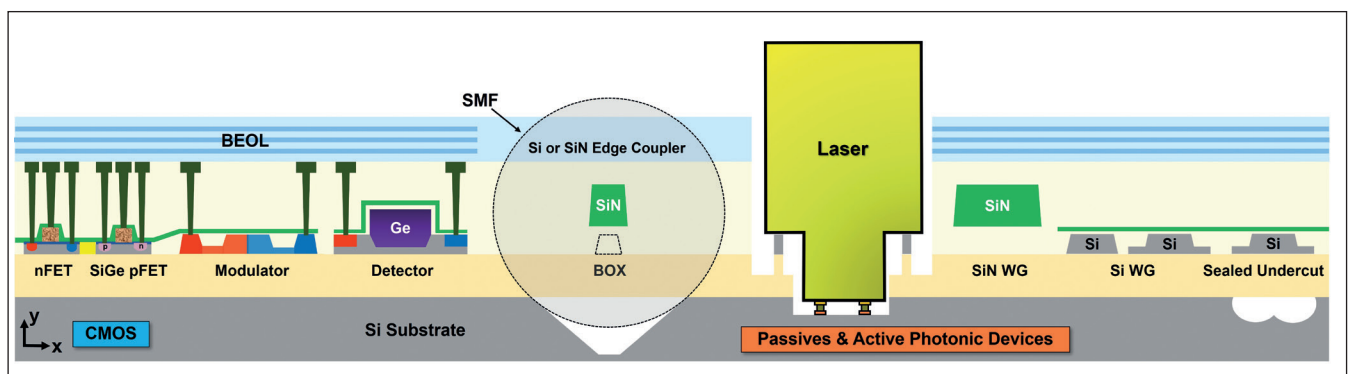 SMF
BEOL
Si or SiN Edge Coupler
Laser
SiN
SiN
Ge
p
n
Si
Si
Si
nFET
SiGe pFET
Modulator
Detector
BOX
SiN WG
Si WG
Sealed Undercut
y
x
CMOS
Si Substrate
Passives & Active Photonic Devices